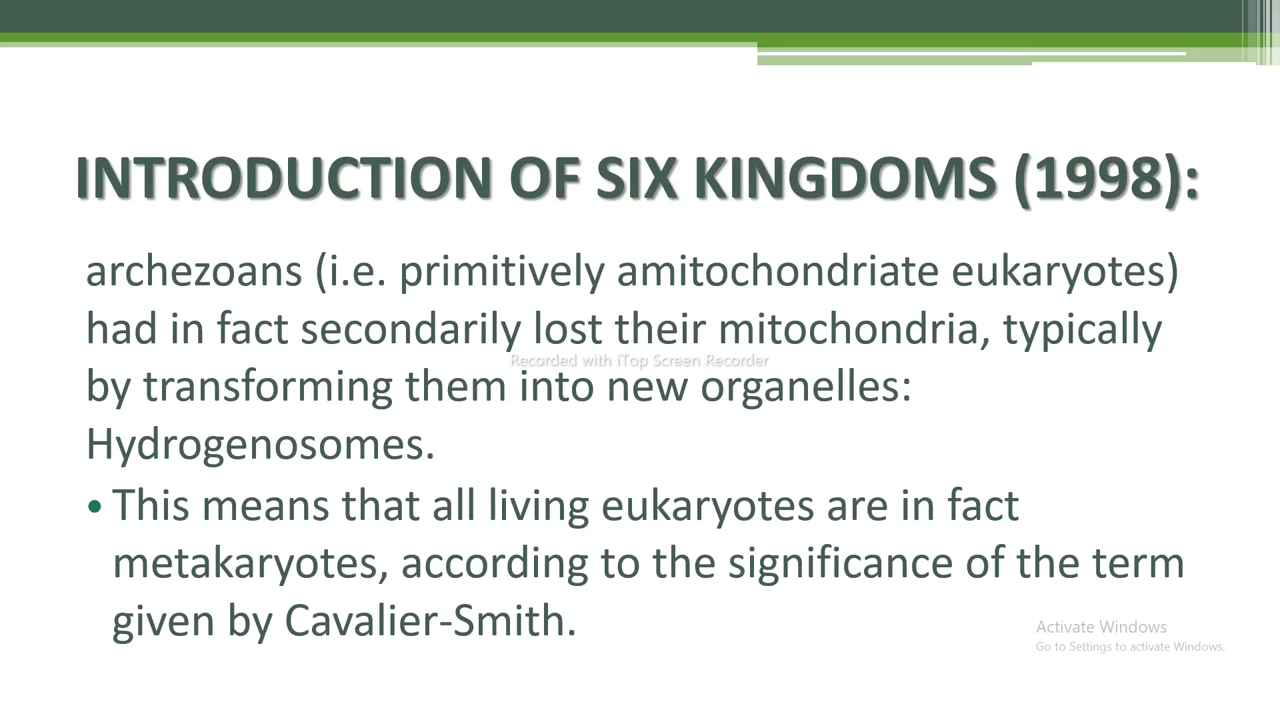 INTRODUCTION OF SIX KINGDOMS (1998):
archezoans (i.e. primitively amitochondriate eukaryotes)
had in fact secondarily lost their mitochondria, typically
Recorded with iTop Screen Recorder
by transforming them into new organelles:
Hydrogenosomes.
• This means that all living eukaryotes are in fact
metakaryotes, according to the significance of the term
given by Cavalier-Smith.
Activate Windows
Go to Settings to activate Windows.